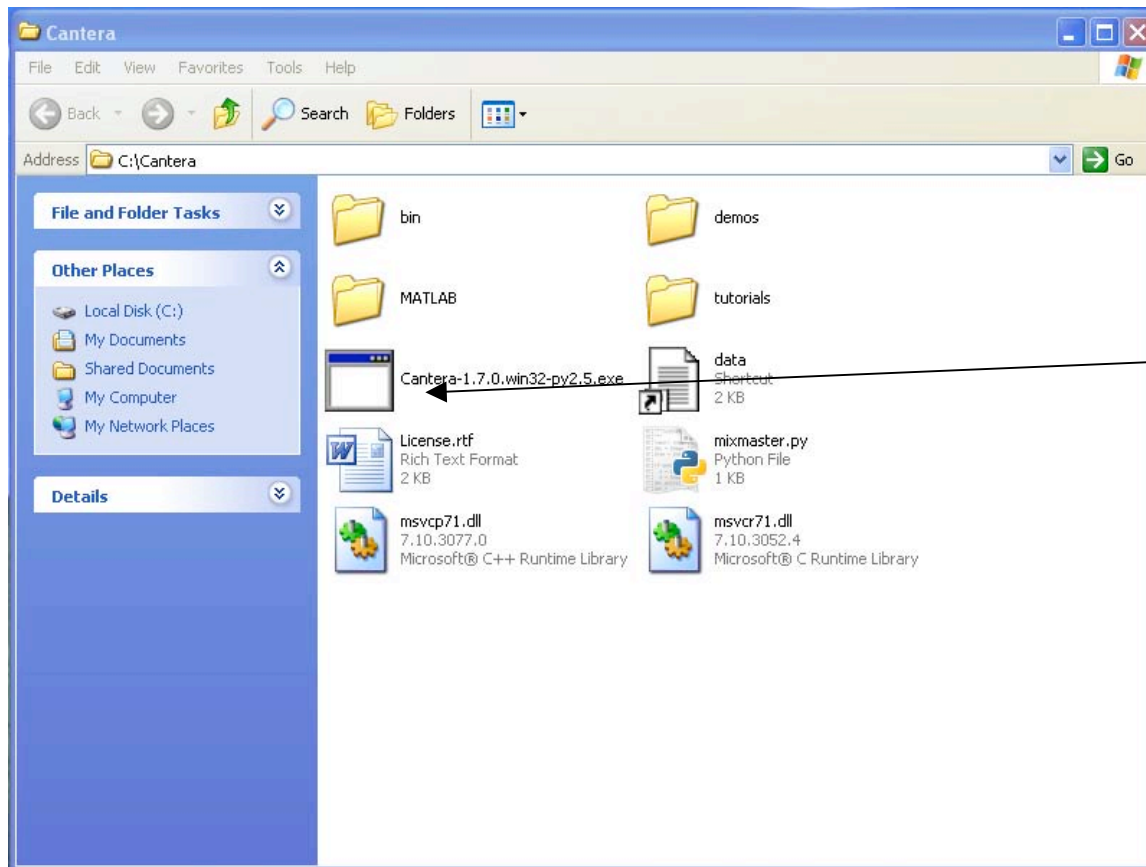 Cantera
File Edit View Favorites Tools Help
Back Search Folders
Address C:\Cantera Go
File and Folder Tasks
Other Places
Local Disk (C:)
My Documents
Shared Documents
My Computer
My Network Places
Details
bin
demos
MATLAB
tutorials
Cantera-1.7.0.win32-py2.5.exe
data
Shortcut
2 KB
License.rtf
Rich Text Format
2 KB
mixmaster.py
Python File
1 KB
msvcp71.dll
7.10.3077.0
Microsoft® C++ Runtime Library
msvcr71.dll
7.10.3052.4
Microsoft® C Runtime Library